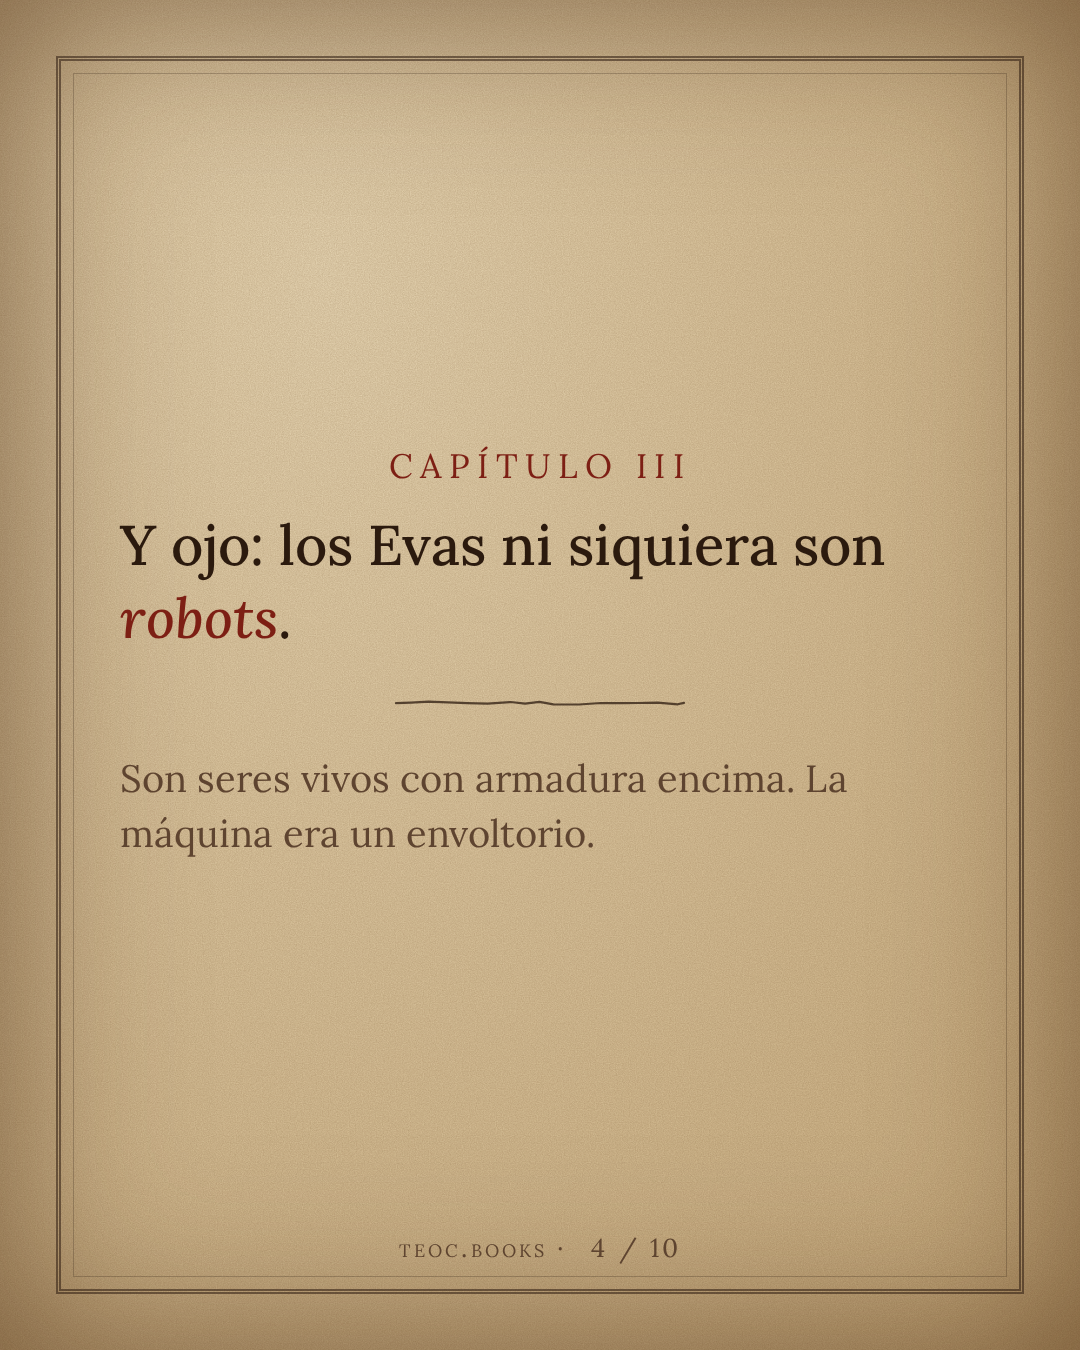 CAPÍTULO III
Y ojo: los Evas ni siquiera son
robots.
Son seres vivos con armadura encima. La
máquina era un envoltorio.
TEOC.BOOKS · 4 / 10